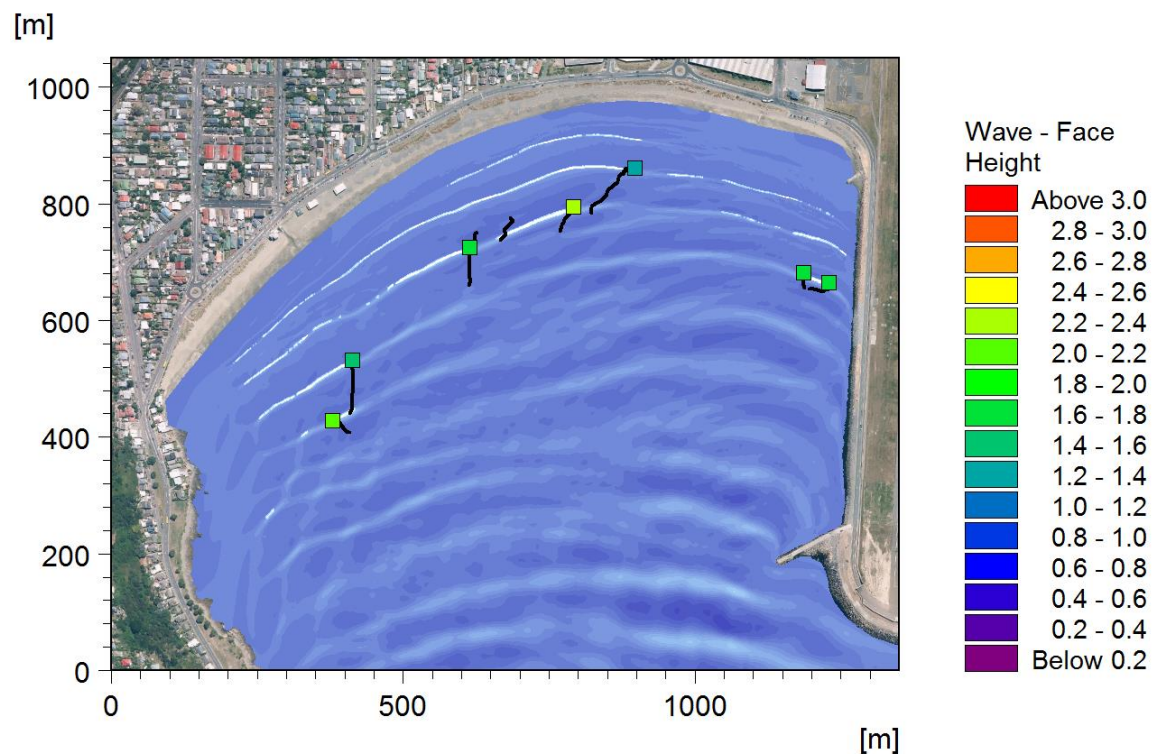 [m]
1000
800
600
400
200
0
0
500
1000
[m]
Wave - Face
Height
Above 3.0
2.8 - 3.0
2.6 - 2.8
2.4 - 2.6
2.2 - 2.4
2.0 - 2.2
1.8 - 2.0
1.6 - 1.8
1.4 - 1.6
1.2 - 1.4
1.0 - 1.2
0.8 - 1.0
0.6 - 0.8
0.4 - 0.6
0.2 - 0.4
Below 0.2